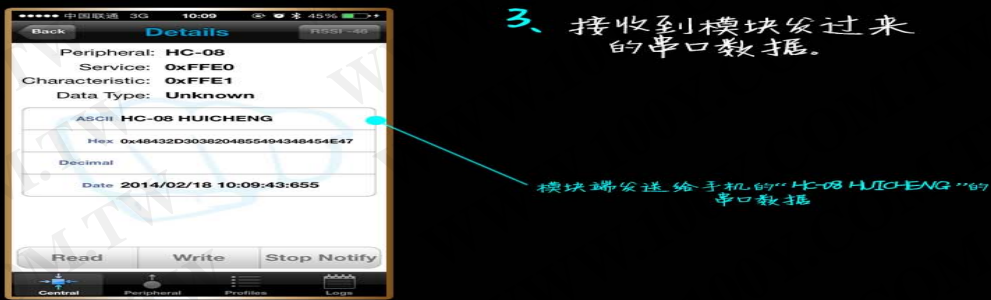 中国联通 3G 10:09 45%
Back Details RSSI -46
Peripheral: HC-08
Service: 0xFFE0
Characteristic: 0xFFE1
Data Type: Unknown
ASCII HC-08 HUICHENG
Hex 0x48432D30382048554943484​54E47
Decimal
Date 2014/02/18 10:09:43:655
Read Write Stop Notify
Central Peripheral Profiles Logs
3、接收到模块发过来
的串口数据。
模块端发送给手机的“HC-08 HUICHENG”的
串口数据